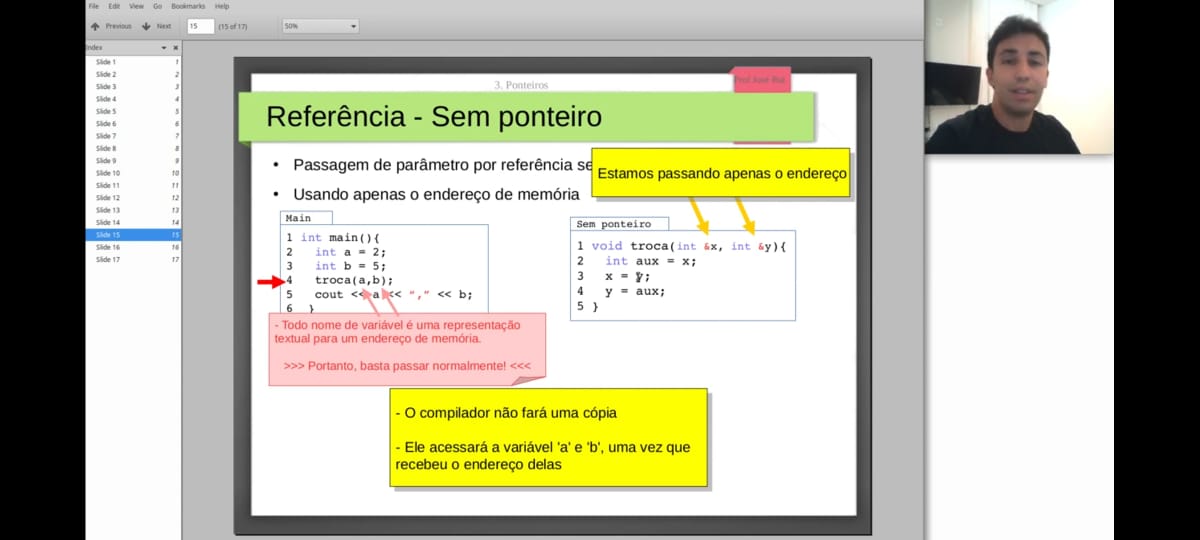 File Edit View Go Bookmarks Help
Previous Next 15 (15 of 17) 50%
Index
Slide 1 1
Slide 2 2
Slide 3 3
Slide 4 4
Slide 5 5
Slide 6 6
Slide 7 7
Slide 8 8
Slide 9 9
Slide 10 10
Slide 11 11
Slide 12 12
Slide 13 13
Slide 14 14
Slide 15 15
Slide 16 16
Slide 17 17
3. Ponteiros
Prof José Rui
Referência - Sem ponteiro
• Passagem de parâmetro por referência se
Estamos passando apenas o endereço
• Usando apenas o endereço de memória
Main
1 int main(){
2 int a = 2;
3 int b = 5;
4 troca(a,b);
5 cout << a << “,” << b;
6 }
Sem ponteiro
1 void troca(int &x, int &y){
2 int aux = x;
3 x = y;
4 y = aux;
5 }
- Todo nome de variável é uma representação
textual para um endereço de memória.
>>> Portanto, basta passar normalmente! <<<
- O compilador não fará uma cópia
- Ele acessará a variável 'a' e 'b', uma vez que
recebeu o endereço delas